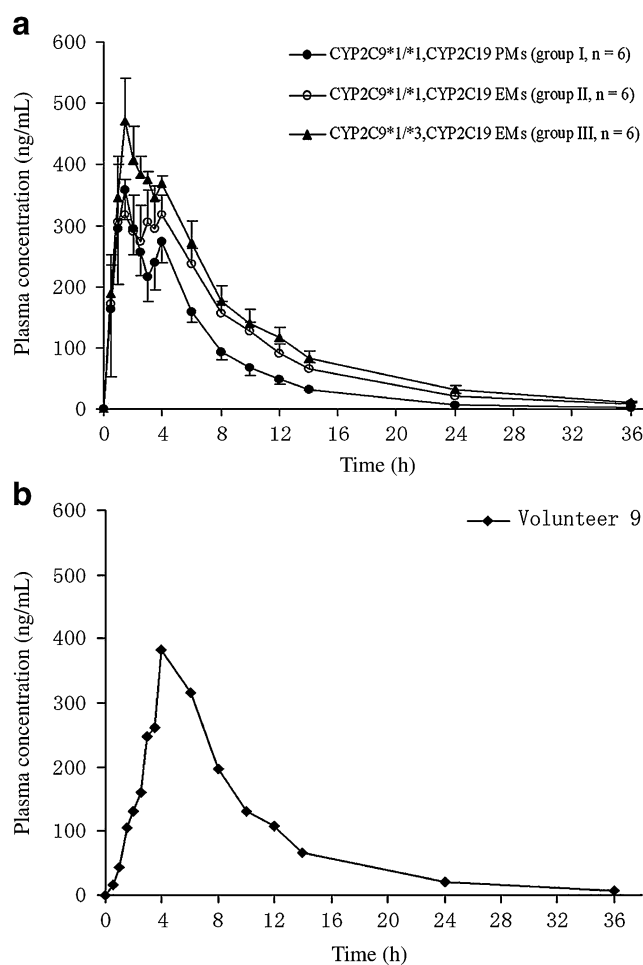 a
600
500
400
300
200
100
0
Plasma concentration (ng/mL)
CYP2C9*1/*1,CYP2C19 PMs (group I, n = 6)
CYP2C9*1/*1,CYP2C19 EMs (group II, n = 6)
CYP2C9*1/*3,CYP2C19 EMs (group III, n = 6)
0 4 8 12 16 20 24 28 32 36
Time (h)
b
600
500
400
300
200
100
0
Plasma concentration (ng/mL)
Volunteer 9
0 4 8 12 16 20 24 28 32 36
Time (h)